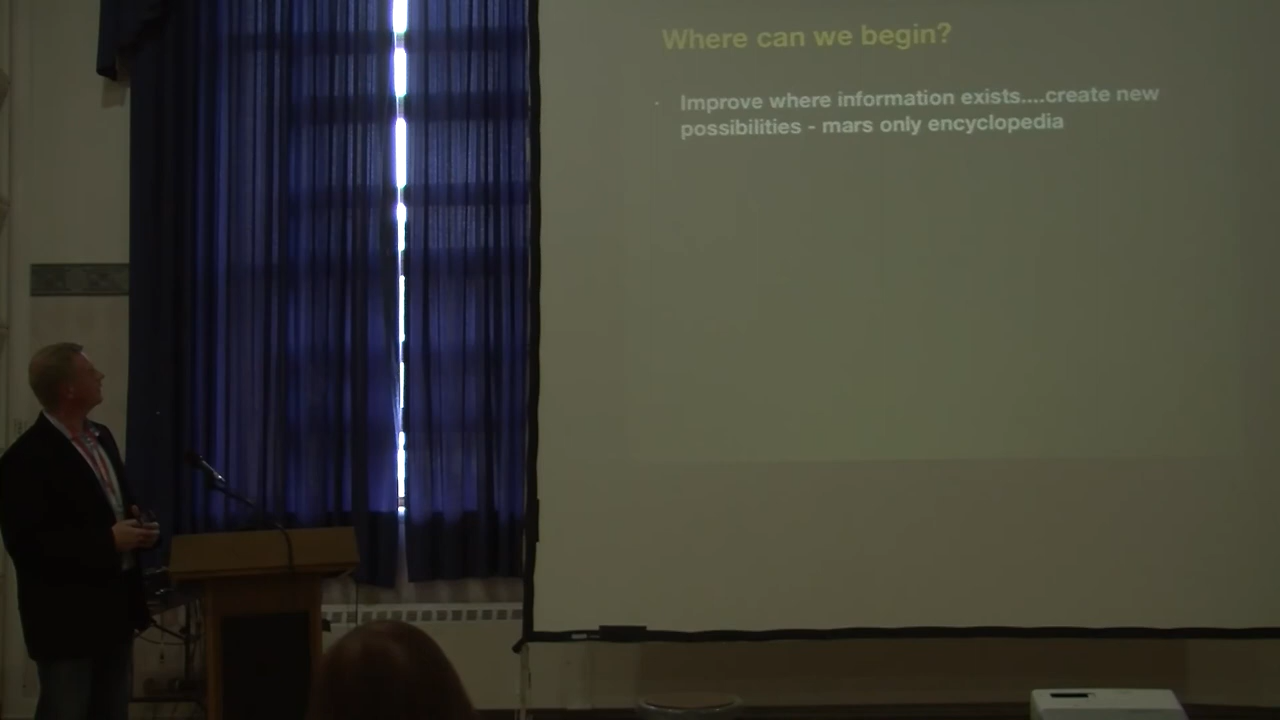 Where can we begin?
· Improve where information exists....create new
possibilities - mars only encyclopedia